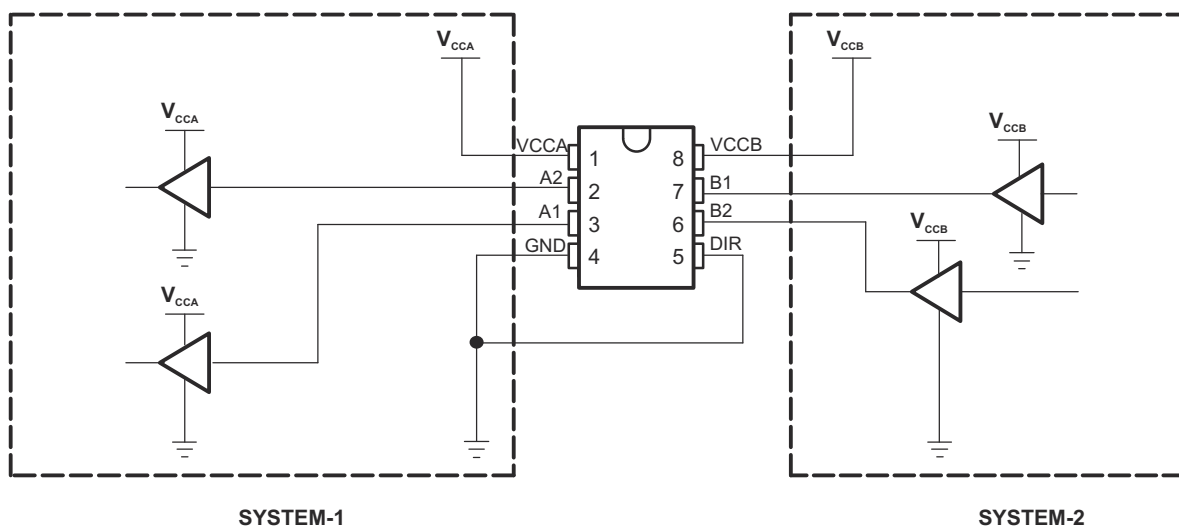 VCCA
VCCB
VCCA
VCCB
VCCA 1 8 VCCB
A2 2 7 B1
A1 3 6 B2
VCCB
GND 4 5 DIR
VCCA
SYSTEM-1
SYSTEM-2